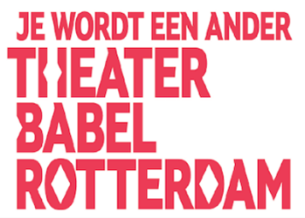 JE WORDT EEN ANDER
THEATER
BABEL
ROTTERDAM